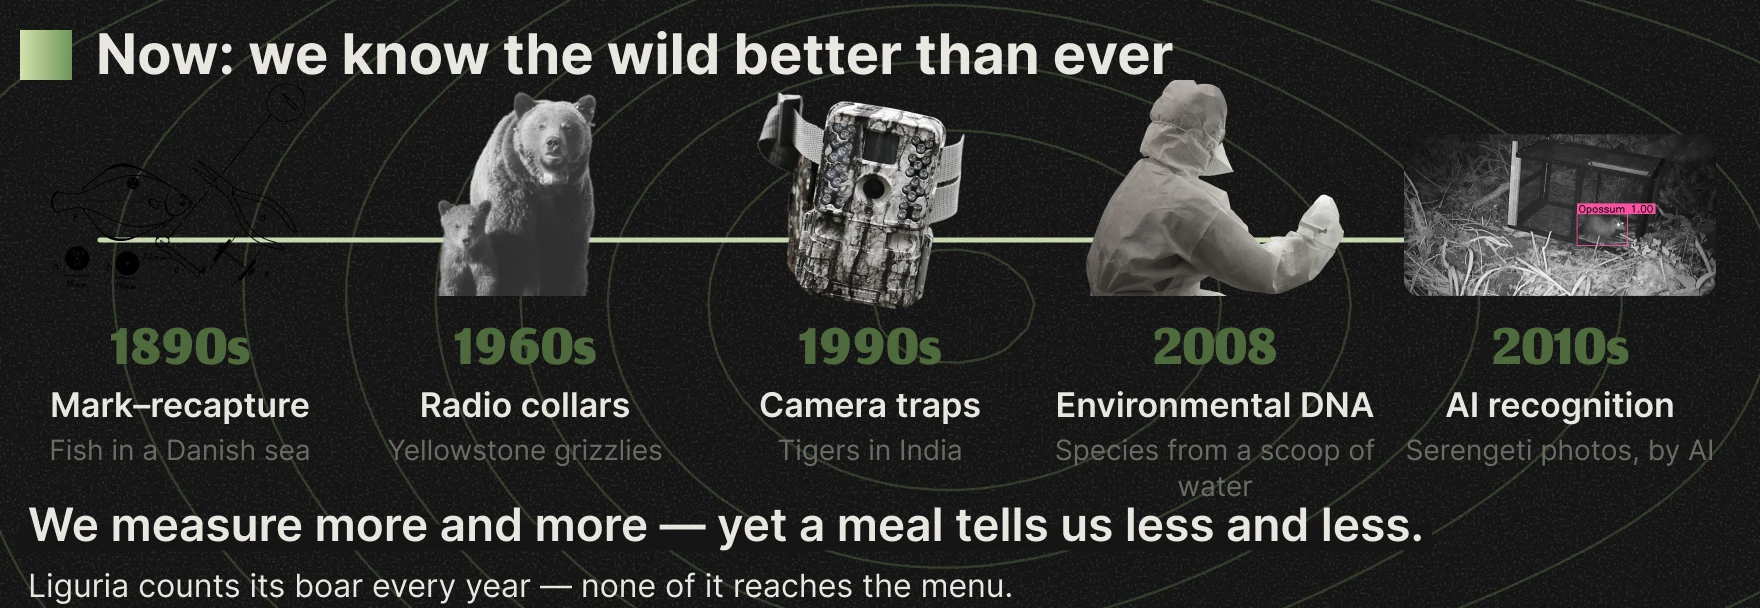 Now: we know the wild better than ever
Opossum 1.00
1890s
Mark–recapture
Fish in a Danish sea
1960s
Radio collars
Yellowstone grizzlies
1990s
Camera traps
Tigers in India
2008
Environmental DNA
Species from a scoop of
water
2010s
AI recognition
Serengeti photos, by AI
We measure more and more — yet a meal tells us less and less.
Liguria counts its boar every year — none of it reaches the menu.